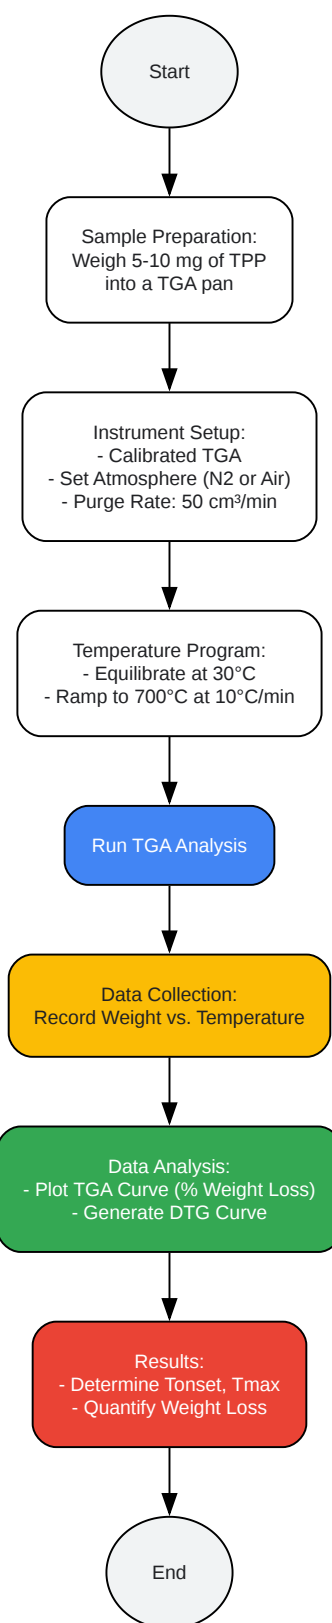 Start
Sample Preparation:
Weigh 5-10 mg of TPP
into a TGA pan
Instrument Setup:
- Calibrated TGA
- Set Atmosphere (N2 or Air)
- Purge Rate: 50 cm³/min
Temperature Program:
- Equilibrate at 30°C
- Ramp to 700°C at 10°C/min
Run TGA Analysis
Data Collection:
Record Weight vs. Temperature
Data Analysis:
- Plot TGA Curve (% Weight Loss)
- Generate DTG Curve
Results:
- Determine Tonset, Tmax
- Quantify Weight Loss
End